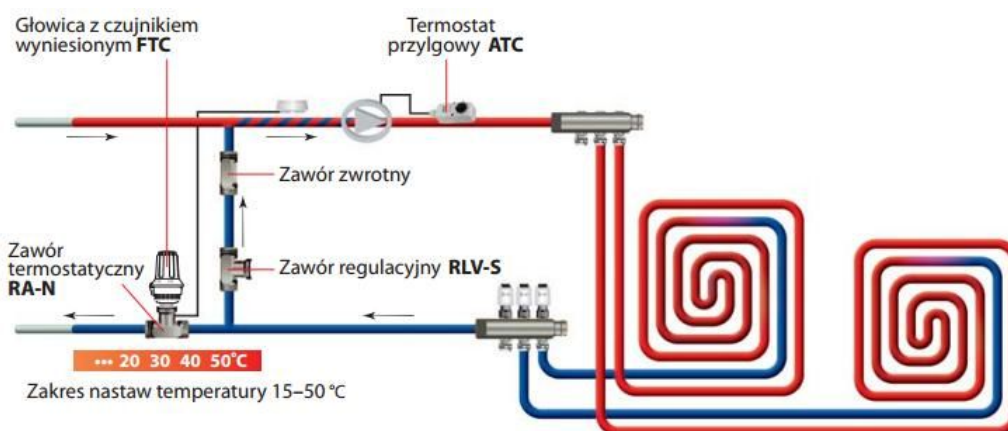 Głowica z czujnikiem
wyniesionym FTC
Termostat
przylgowy ATC
Zawór zwrotny
Zawór
termostatyczny
RA-N
Zawór regulacyjny RLV-S
••• 20 30 40 50°C
Zakres nastaw temperatury 15–50 °C